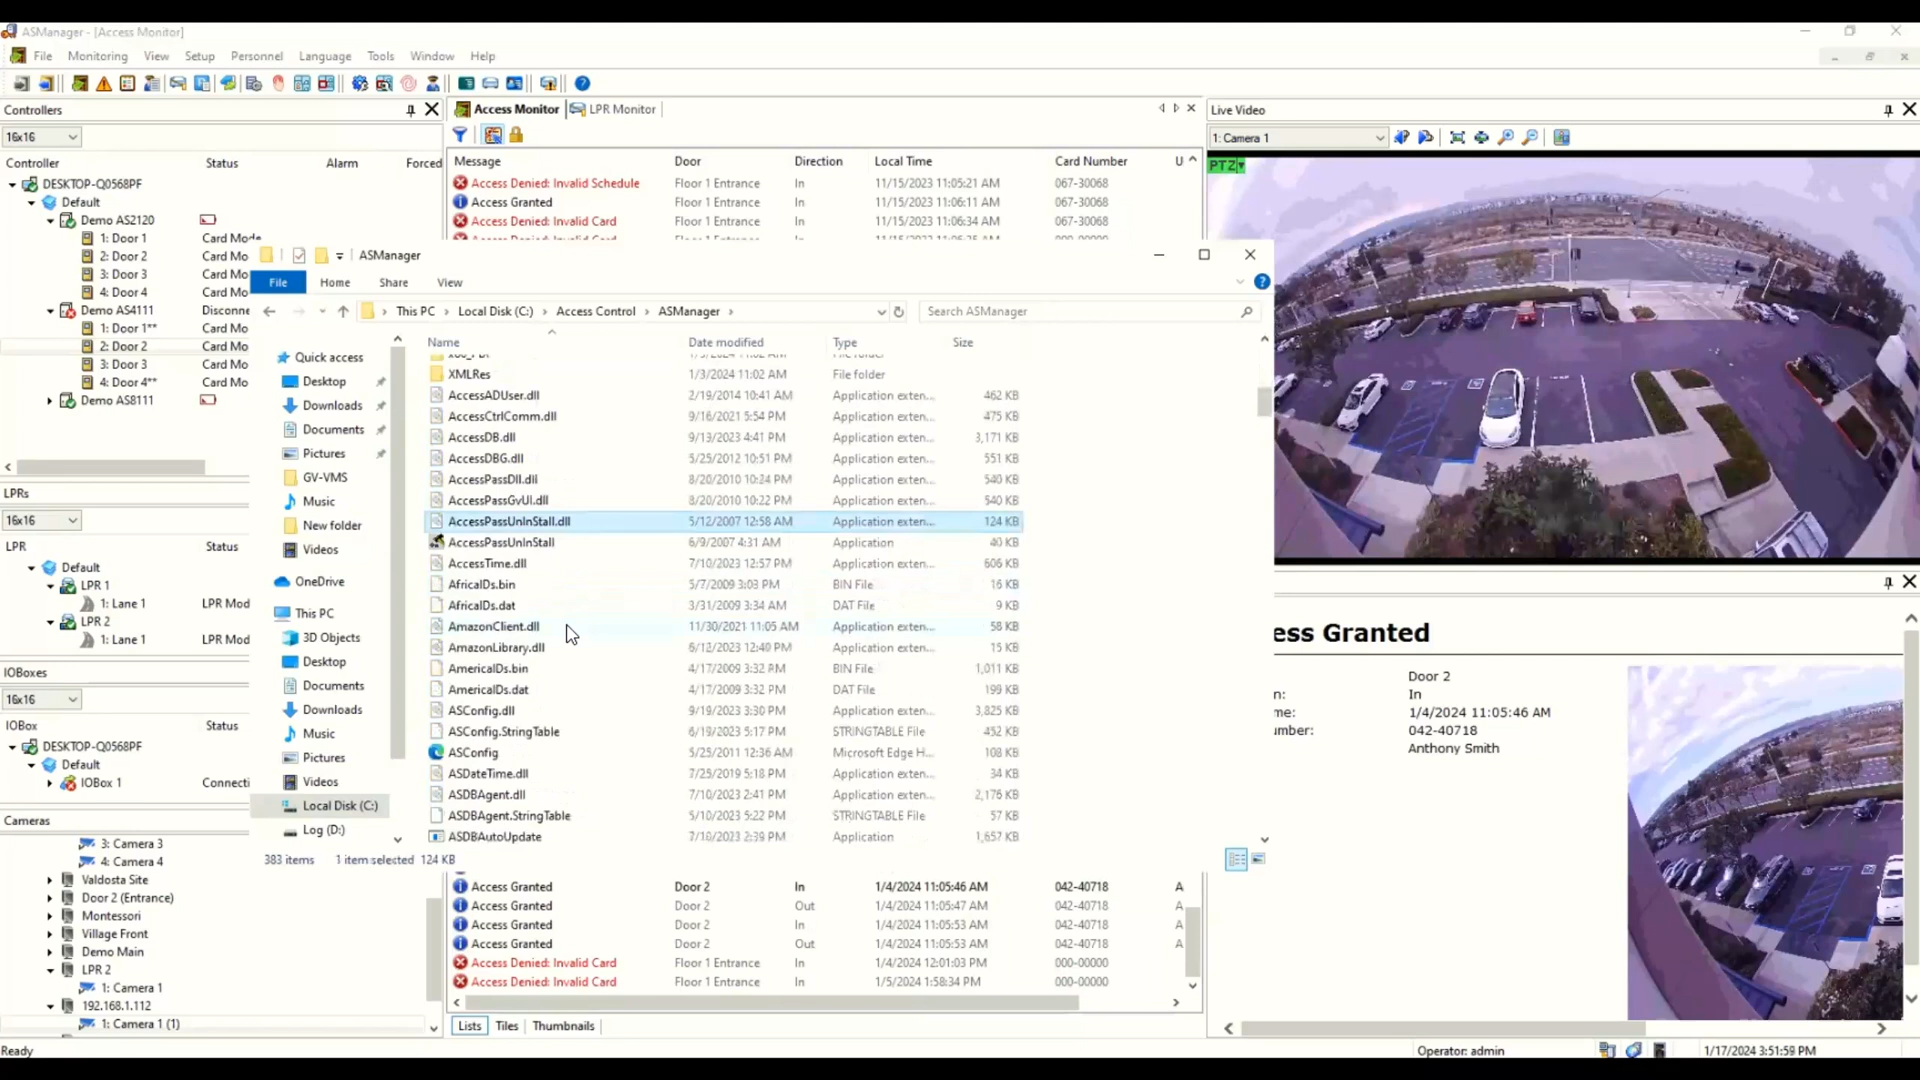 ASManager - [Access Monitor]
File Monitoring View Setup Personnel Language Tools Window Help
Controllers
16x16
Controller Status Alarm Forced
DESKTOP-Q0568PF
Default
Demo AS2120
1: Door 1 Card Mode
2: Door 2 Card Mo
3: Door 3 Card Mo
4: Door 4 Card Mo
Demo AS4111 Disconne
1: Door 1** Card Mo
2: Door 2 Card Mo
3: Door 3 Card Mo
4: Door 4** Card Mo
Demo AS8111
LPRs
16x16
LPR Status
Default
LPR 1
1: Lane 1 LPR Mod
LPR 2
1: Lane 1 LPR Mod
IOBoxes
16x16
IOBox Status
DESKTOP-Q0568PF
Default
IOBox 1 Connecti
Cameras
3: Camera 3
4: Camera 4
Valdosta Site
Door 2 (Entrance)
Montessori
Village Front
Demo Main
LPR 2
1: Camera 1
192.168.1.112
1: Camera 1 (1)
Ready
Access Monitor LPR Monitor
Message Door Direction Local Time Card Number U
Access Denied: Invalid Schedule Floor 1 Entrance In 11/15/2023 11:05:21 AM 067-30068
Access Granted Floor 1 Entrance In 11/15/2023 11:06:11 AM 067-30068
Access Denied: Invalid Card Floor 1 Entrance In 11/15/2023 11:06:34 AM 067-30068
ASManager
File Home Share View
This PC Local Disk (C:) Access Control ASManager
Search ASManager
Quick access
Desktop
Downloads
Documents
Pictures
GV-VMS
Music
New folder
Videos
OneDrive
This PC
3D Objects
Desktop
Documents
Downloads
Music
Pictures
Videos
Local Disk (C:)
Log (D:)
Name Date modified Type Size
XMLRes 1/3/2024 11:02 AM File folder
AccessADUser.dll 2/19/2014 10:41 AM Application exten... 462 KB
AccessCtrlComm.dll 9/16/2021 5:54 PM Application exten... 475 KB
AccessDB.dll 9/13/2023 4:41 PM Application exten... 3,171 KB
AccessDBG.dll 5/25/2012 10:51 PM Application exten... 551 KB
AccessPassDll.dll 8/20/2010 10:24 PM Application exten... 540 KB
AccessPassGvUI.dll 8/20/2010 10:22 PM Application exten... 540 KB
AccessPassUnInStall.dll 5/12/2007 12:58 AM Application exten... 124 KB
AccessPassUnInStall 6/9/2007 4:31 AM Application 40 KB
AccessTime.dll 7/10/2023 12:57 PM Application exten... 606 KB
AfricaIDs.bin 5/7/2009 3:03 PM BIN File 16 KB
AfricaIDs.dat 3/31/2009 3:34 AM DAT File 9 KB
AmazonClient.dll 11/30/2021 11:05 AM Application exten... 58 KB
AmazonLibrary.dll 6/12/2023 12:40 PM Application exten... 15 KB
AmericaIDs.bin 4/17/2009 3:32 PM BIN File 1,011 KB
AmericaIDs.dat 4/17/2009 3:32 PM DAT File 199 KB
ASConfig.dll 9/19/2023 3:30 PM Application exten... 3,825 KB
ASConfig.StringTable 6/19/2023 5:17 PM STRINGTABLE File 452 KB
ASConfig 5/25/2011 12:36 AM Microsoft Edge H... 108 KB
ASDateTime.dll 7/25/2019 5:18 PM Application exten... 34 KB
ASDBAgent.dll 7/10/2023 2:41 PM Application exten... 2,176 KB
ASDBAgent.StringTable 5/10/2023 5:22 PM STRINGTABLE File 57 KB
ASDBAutoUpdate 7/10/2023 2:39 PM Application 1,657 KB
383 items 1 item selected 124 KB
Access Granted Door 2 In 1/4/2024 11:05:46 AM 042-40718 A
Access Granted Door 2 Out 1/4/2024 11:05:47 AM 042-40718 A
Access Granted Door 2 In 1/4/2024 11:05:53 AM 042-40718 A
Access Granted Door 2 Out 1/4/2024 11:05:53 AM 042-40718 A
Access Denied: Invalid Card Floor 1 Entrance In 1/4/2024 12:01:03 PM 000-00000
Access Denied: Invalid Card Floor 1 Entrance In 1/5/2024 1:58:34 PM 000-00000
Lists Tiles Thumbnails
Live Video
1: Camera 1
PTZ
ess Granted
Door 2
n: In
me: 1/4/2024 11:05:46 AM
umber: 042-40718
Anthony Smith
Operator: admin
1/17/2024 3:51:59 PM